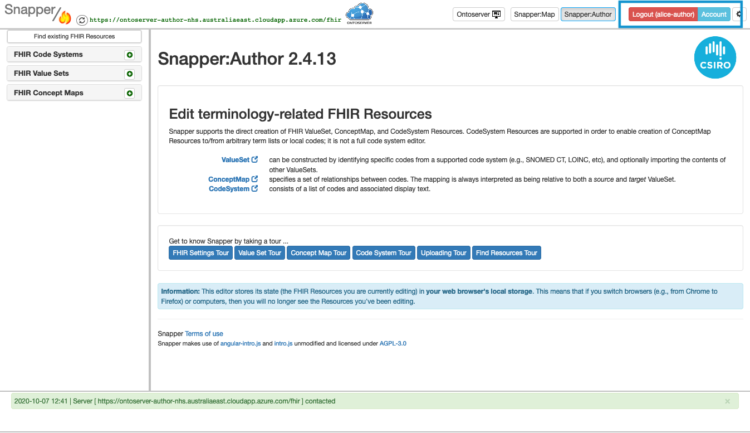 Snapper/
https://ontoserver-author-nhs.australiaeast.cloudapp.azure.com/fhir
Ontoserver
Snapper:Map
Snapper:Author
Logout (alice-author)
Account
Find existing FHIR Resources
FHIR Code Systems
FHIR Value Sets
FHIR Concept Maps
Snapper:Author 2.4.13
CSIRO
Edit terminology-related FHIR Resources
Snapper supports the direct creation of FHIR ValueSet, ConceptMap, and CodeSystem Resources. CodeSystem Resources are supported in order to enable creation of ConceptMap
Resources to/from arbitrary term lists or local codes; it is not a full code system editor.
ValueSet can be constructed by identifying specific codes from a supported code system (e.g., SNOMED CT, LOINC, etc), and optionally importing the contents of
other ValueSets.
ConceptMap specifies a set of relationships between codes. The mapping is always interpreted as being relative to both a source and target ValueSet.
CodeSystem consists of a list of codes and associated display text.
Get to know Snapper by taking a tour ...
FHIR Settings Tour
Value Set Tour
Concept Map Tour
Code System Tour
Uploading Tour
Find Resources Tour
Information: This editor stores its state (the FHIR Resources you are currently editing) in your web browser's local storage. This means that if you switch browsers (e.g., from Chrome to
Firefox) or computers, then you will no longer see the Resources you've been editing.
Snapper Terms of use
Snapper makes use of angular-intro.js and intro.js unmodified and licensed under AGPL-3.0
2020-10-07 12:41 | Server [ https://ontoserver-author-nhs.australiaeast.cloudapp.azure.com/fhir ] contacted